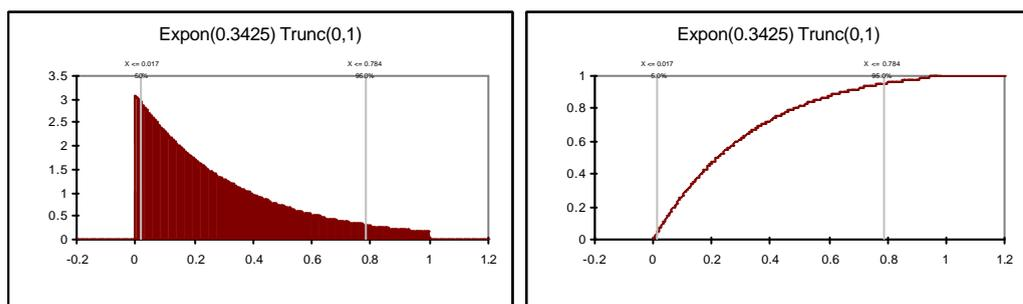 Expon(0.3425) Trunc(0,1)
X <= 0.017
5.0%
X <= 0.784
95.0%
3.5
3
2.5
2
1.5
1
0.5
0
-0.2 0 0.2 0.4 0.6 0.8 1 1.2
Expon(0.3425) Trunc(0,1)
X <= 0.017
5.0%
X <= 0.784
95.0%
1
0.8
0.6
0.4
0.2
0
-0.2 0 0.2 0.4 0.6 0.8 1 1.2